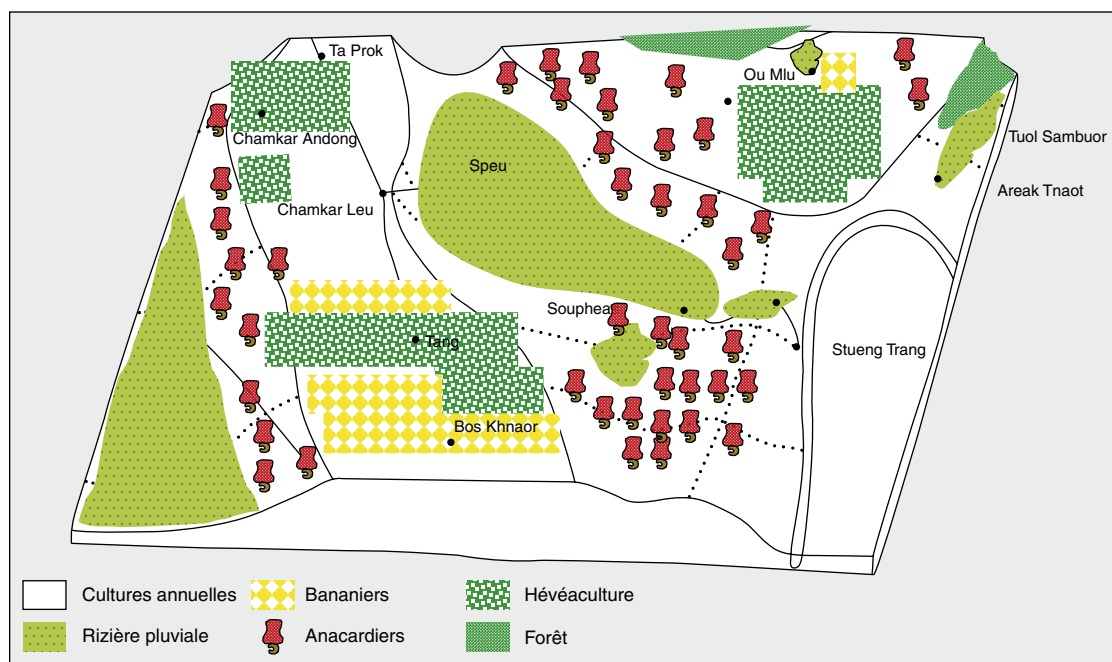 Ta Prok
Ou Mlu
Chamkar Andong
Tuol Sambuor
Speu
Areak Tnaot
Chamkar Leu
Souphea
Tang
Stueng Trang
Bos Khnaor
Cultures annuelles
Bananiers
Hévéaculture
Rizière pluviale
Anacardiers
Forêt